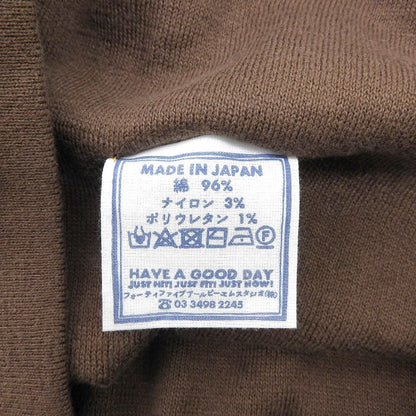 MADE IN JAPAN
綿 96%
ナイロン 3%
ポリウレタン 1%
HAVE A GOOD DAY
JUST HIT! JUST FIT! JUST NOW!
フォーティファイブアールピーエムスタジオ(株)
☎03 3498 2245